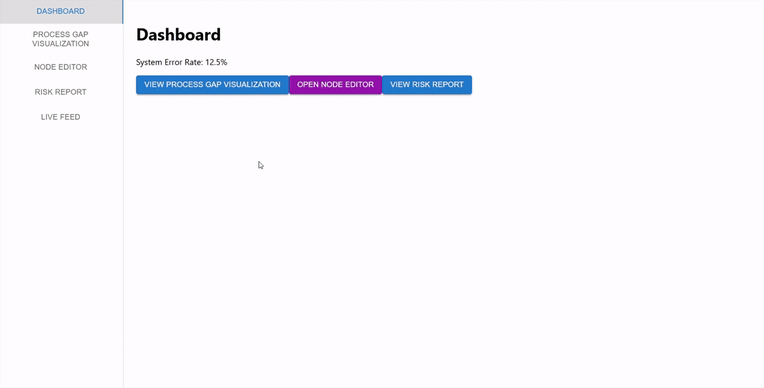 DASHBOARD
PROCESS GAP
VISUALIZATION
NODE EDITOR
RISK REPORT
LIVE FEED
Dashboard
System Error Rate: 12.5%
VIEW PROCESS GAP VISUALIZATION OPEN NODE EDITOR VIEW RISK REPORT